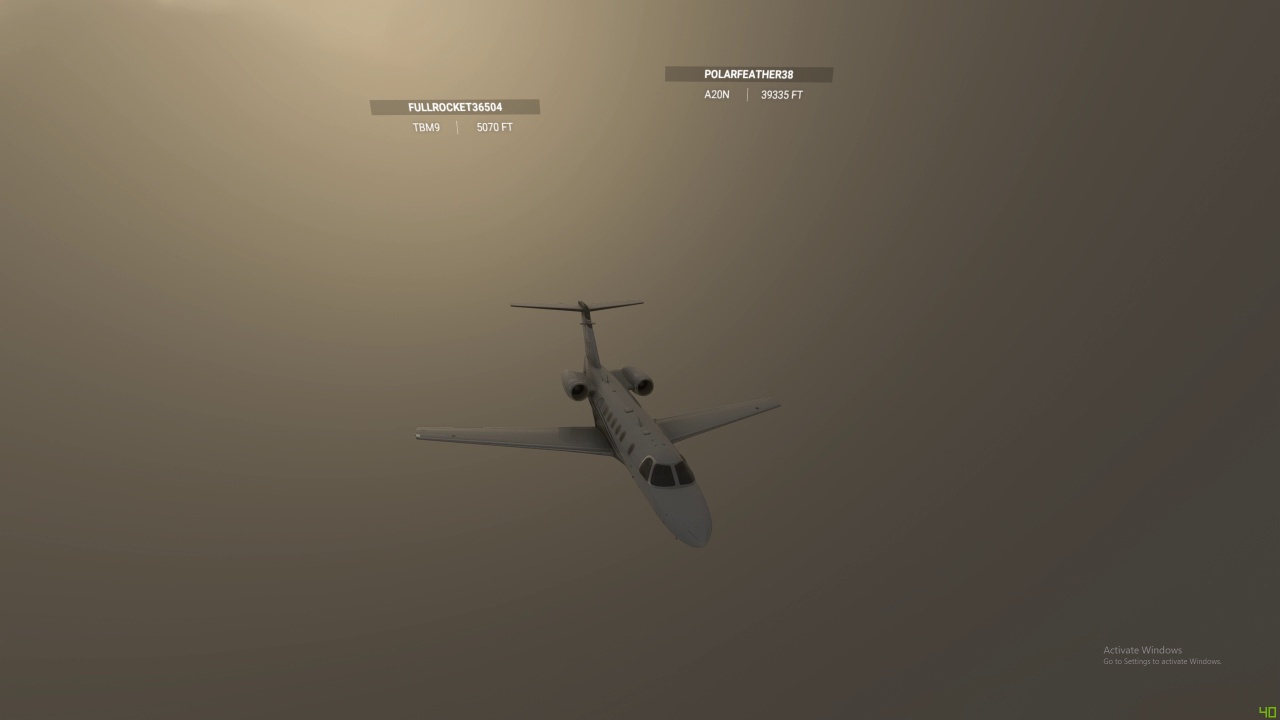 POLARFEATHER38
A20N | 39335 FT
FULLROCKET36504
TBM9 | 5070 FT
Activate Windows
Go to Settings to activate Windows.
40